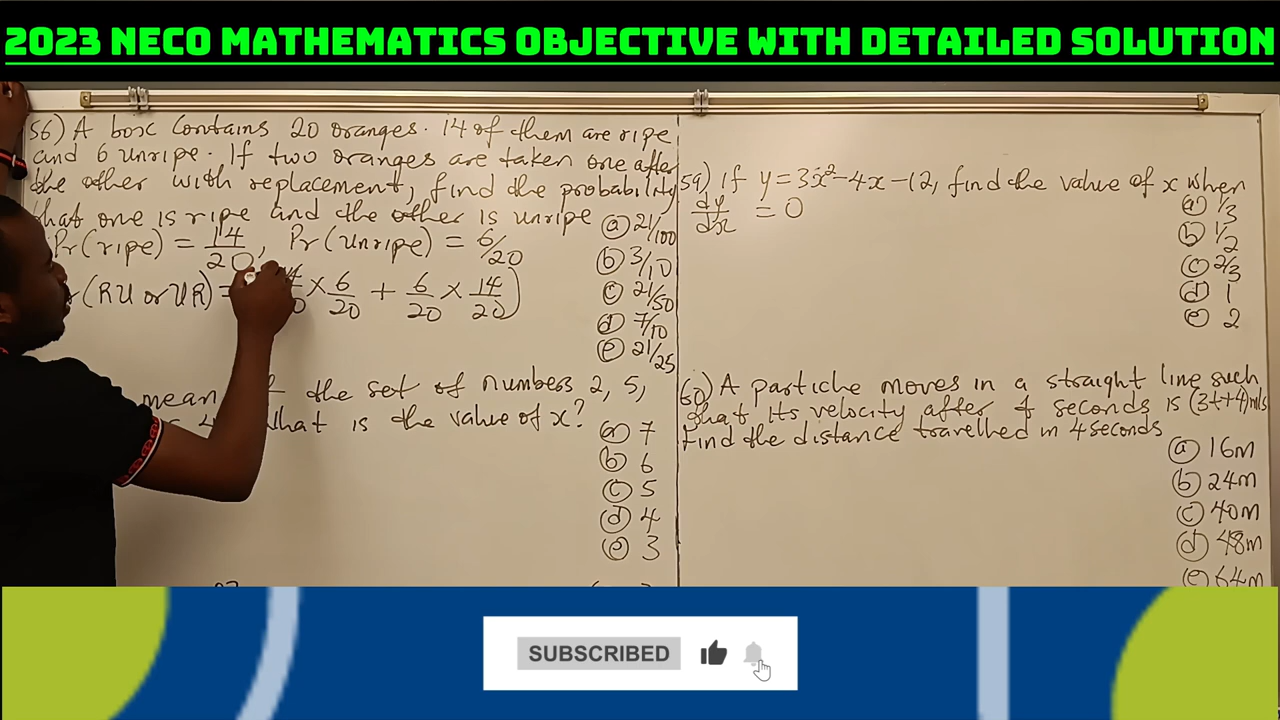 2023 NECO MATHEMATICS OBJECTIVE WITH DETAILED SOLUTION
56) A box contains 20 oranges. 14 of them are ripe
and 6 unripe. If two oranges are taken one after
the other with replacement, find the probability
that one is ripe and the other is unripe
Pr(ripe) = 14/20, Pr(unripe) = 6/20
(RU or UR) = × 6/20 + 6/20 × 14/20)
(a) 21/100
(b) 3/10
(c) 21/50
(d) 7/10
(e) 21/25
mean the set of numbers 2, 5,
what is the value of x?
(a) 7
(b) 6
(c) 5
(d) 4
(e) 3
59) If y = 3x²-4x-12, find the value of x when
dy/dx = 0
(a) 1/3
(b) 1/2
(c) 2/3
(d) 1
(e) 2
60) A particle moves in a straight line such
that its velocity after t seconds is (3t+4)m/s
Find the distance travelled in 4 seconds
(a) 16m
(b) 24m
(c) 40m
(d) 48m
(e) 64m
SUBSCRIBED